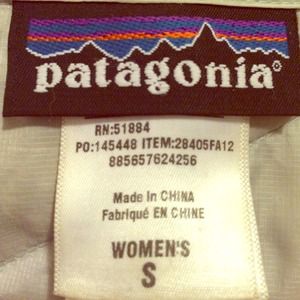 patagonia®
RN:51884
PO:145448 ITEM:28405FA12
885657624256
Made in CHINA
Fabriqué EN CHINE
WOMEN'S
S